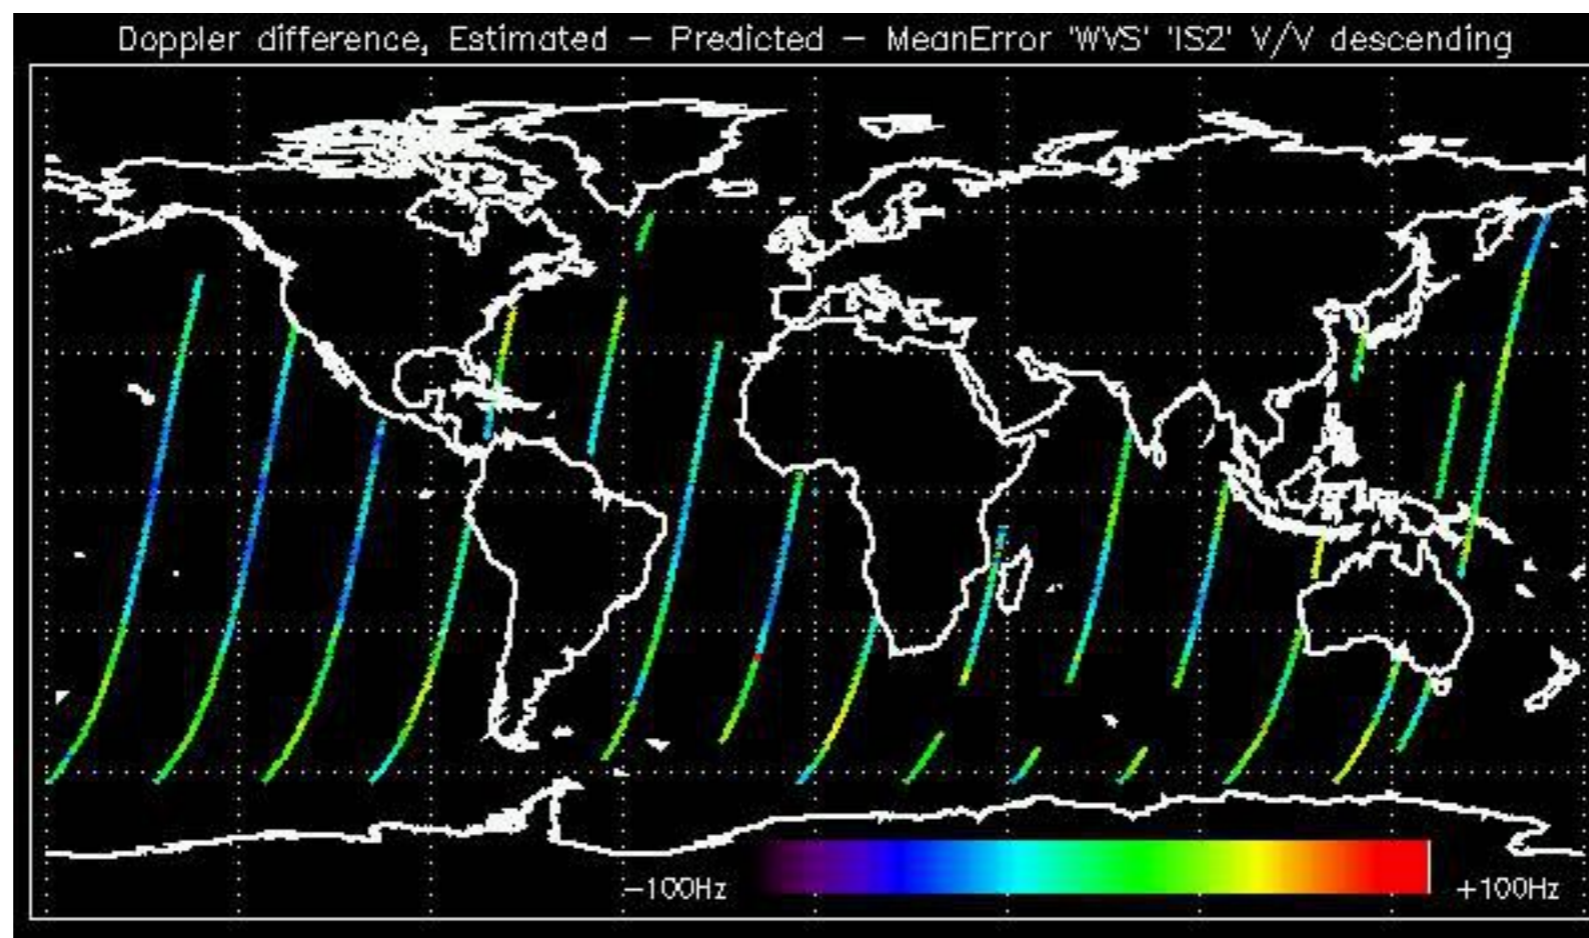 Doppler difference, Estimated - Predicted - MeanError 'WVS' 'IS2' V/V descending
-100Hz
+100Hz